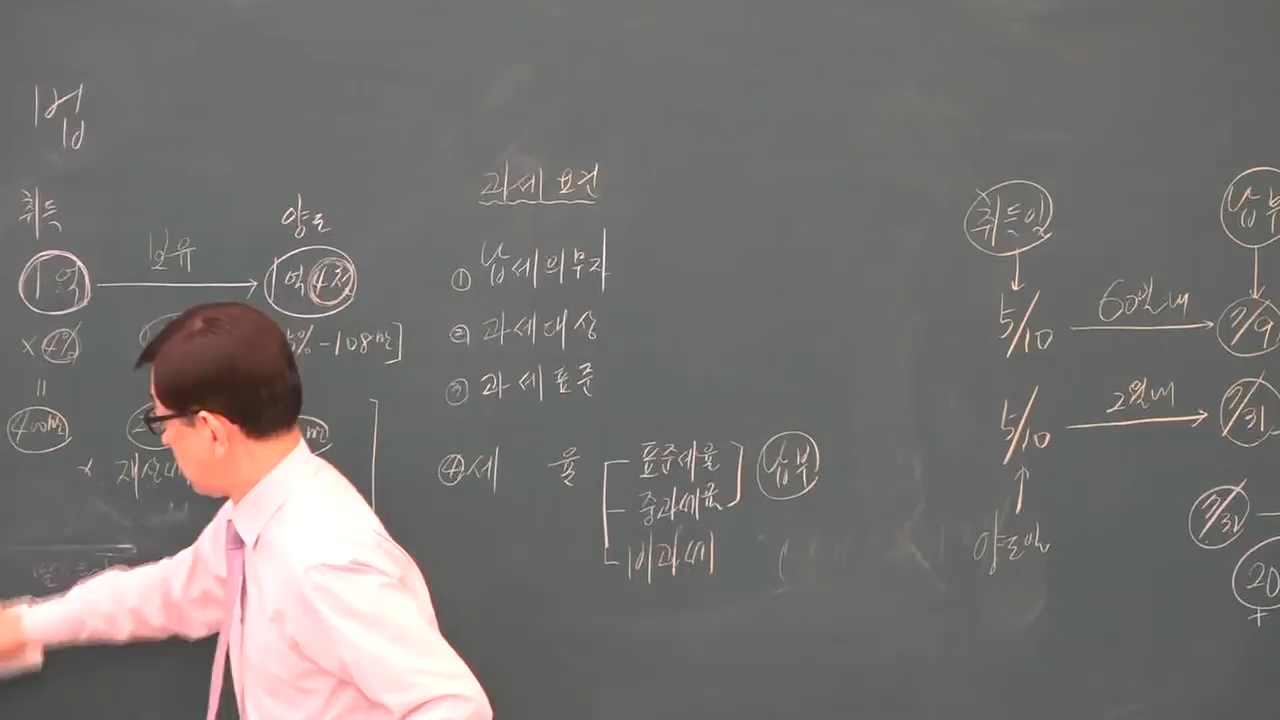 1억
취득
보유
양도
1억
1억 4천
× 4%
5% - 108만]
=
400만
만
×
과세요건
① 납세의무자
② 과세대상
③ 과세표준
④ 세 율
표준세율
중과세율
비과세
납부
취득일
납부
5/10
60일내
7/9
5/10
2월내
7/31
양도일
7/31
20
+